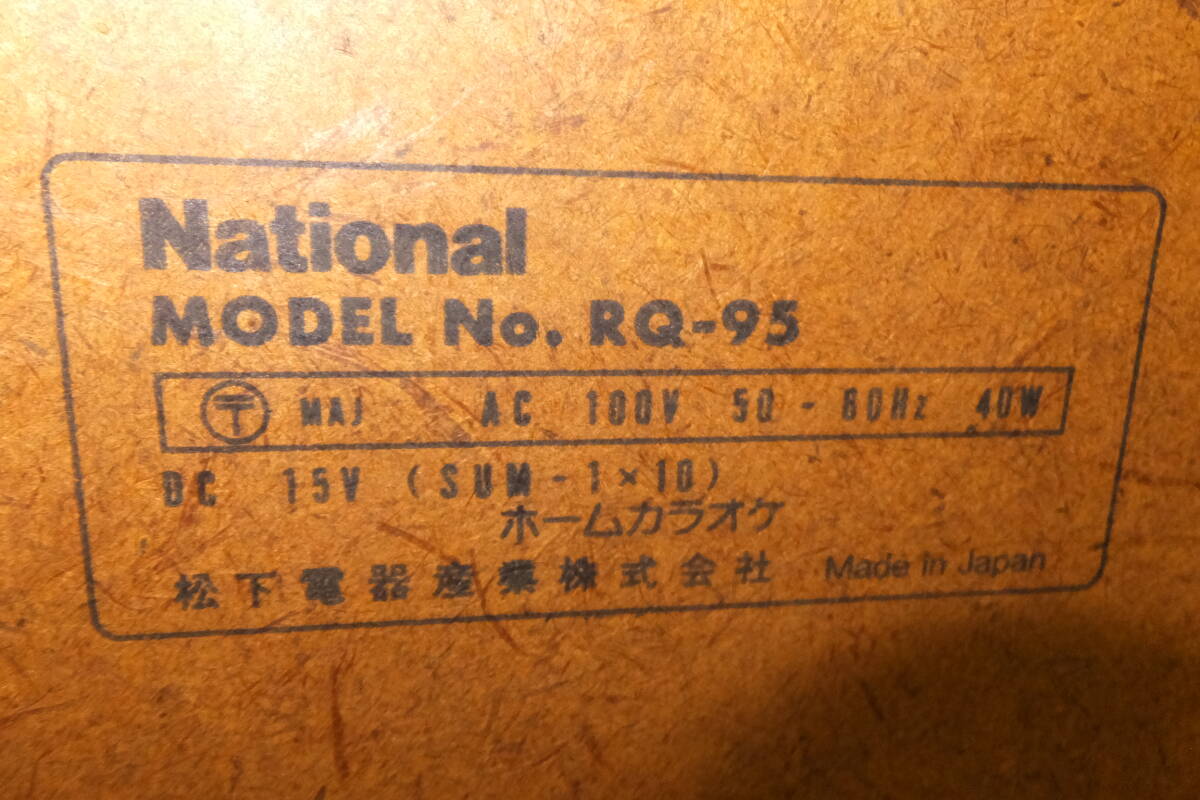 National
MODEL No. RQ-95
〶 MAJ AC 100V 50 - 60Hz 40W
DC 15V (SUM-1×10)
ホームカラオケ
松下電器産業株式会社 Made in Japan